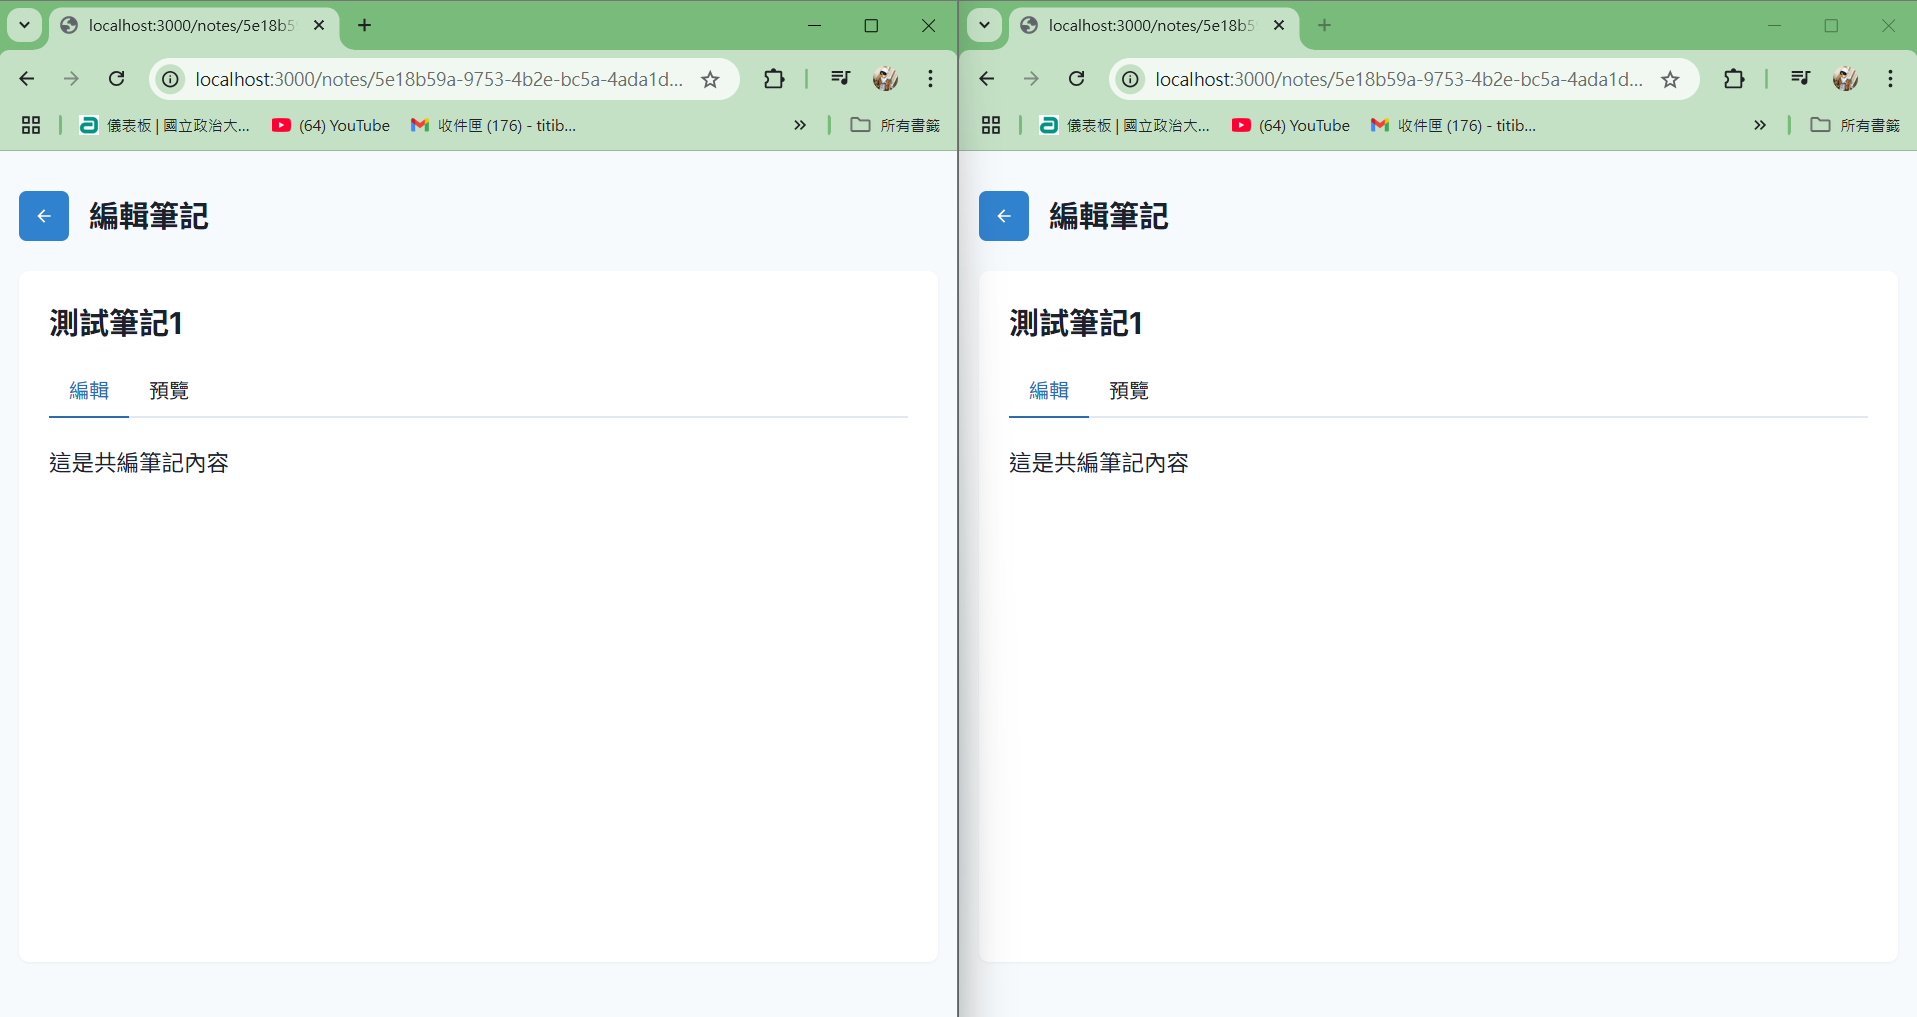 localhost:3000/notes/5e18b5
localhost:3000/notes/5e18b59a-9753-4b2e-bc5a-4ada1d...
儀表板 | 國立政治大... (64) YouTube 收件匣 (176) - titib... 所有書籤
編輯筆記
測試筆記1
編輯 預覽
這是共編筆記內容
localhost:3000/notes/5e18b5
localhost:3000/notes/5e18b59a-9753-4b2e-bc5a-4ada1d...
儀表板 | 國立政治大... (64) YouTube 收件匣 (176) - titib... 所有書籤
編輯筆記
測試筆記1
編輯 預覽
這是共編筆記內容